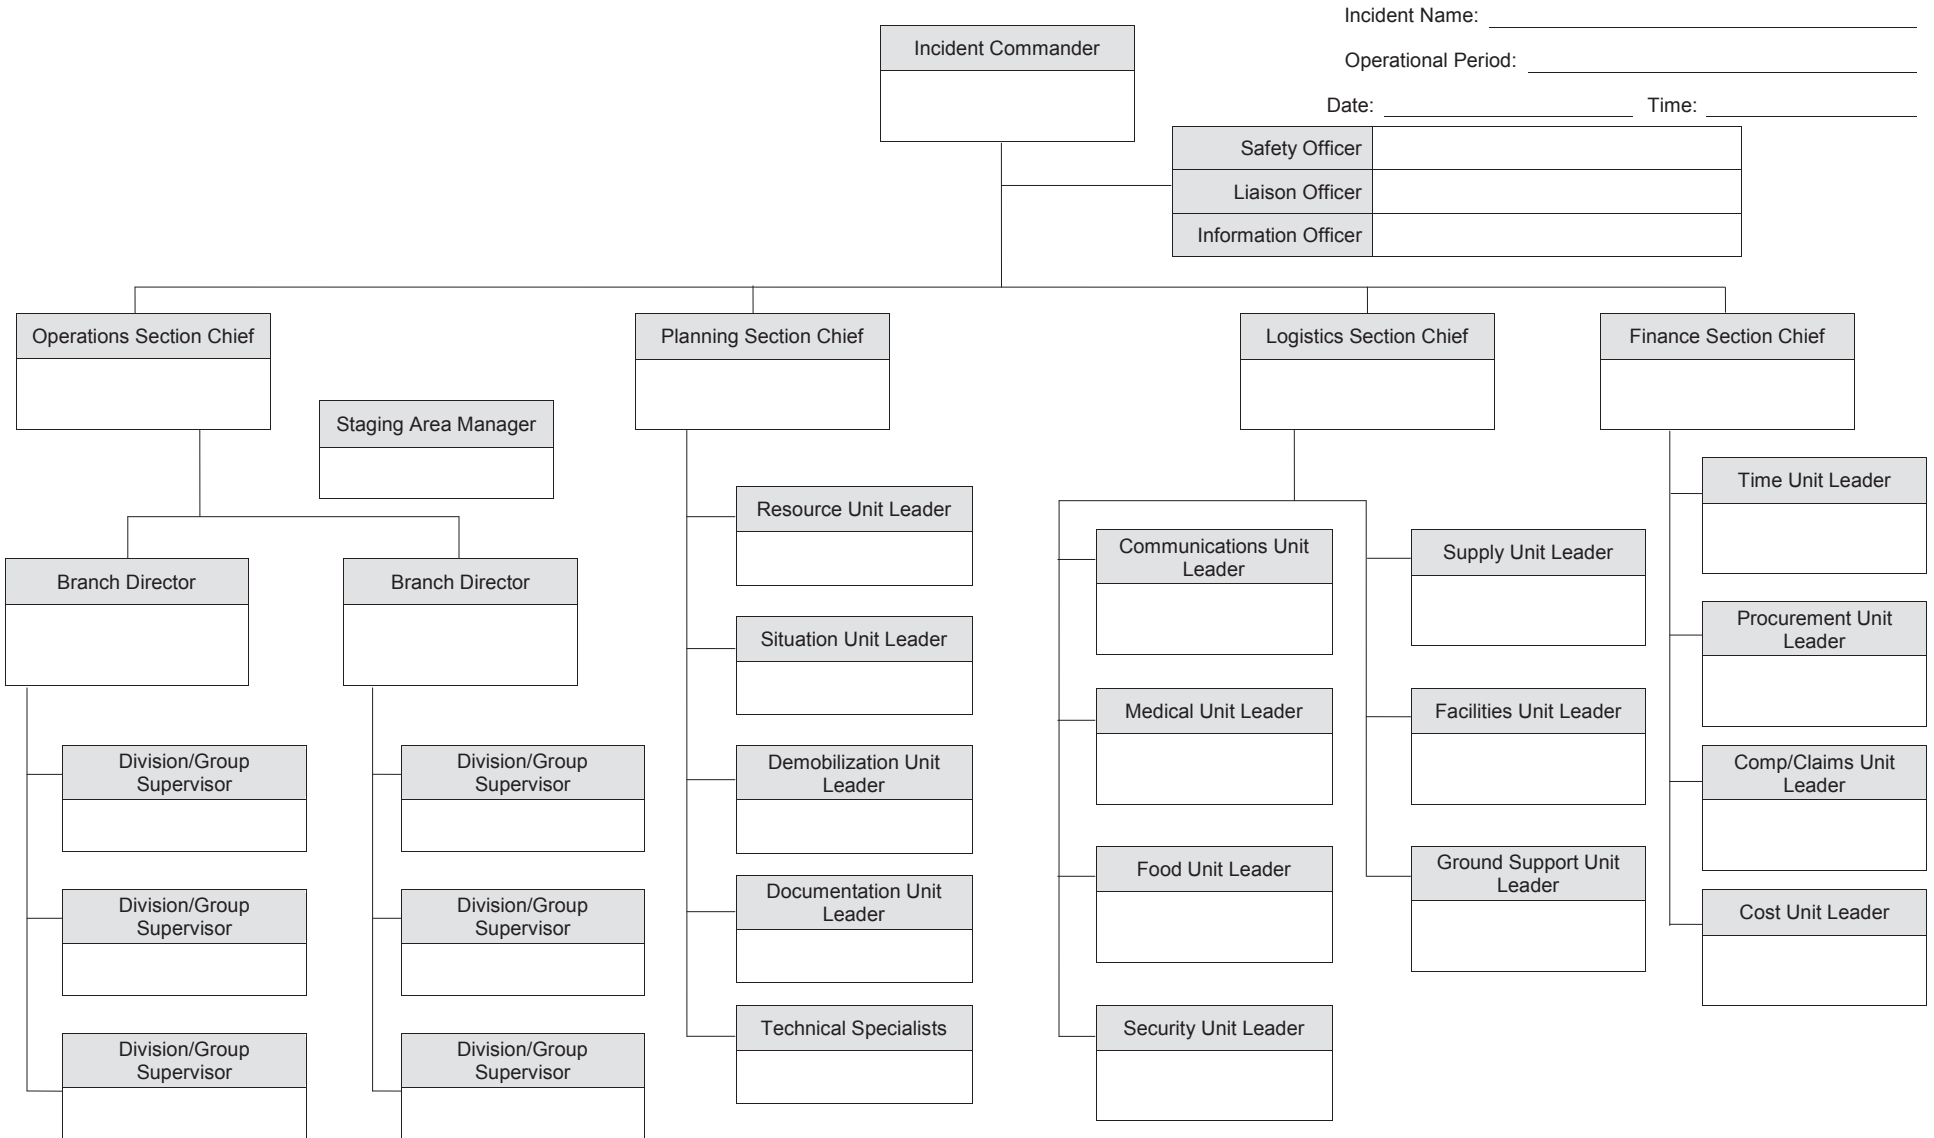 Incident Name:
Operational Period:
Date: Time:
Incident Commander
Safety Officer
Liaison Officer
Information Officer
Operations Section Chief
Staging Area Manager
Branch Director
Division/Group
Supervisor
Division/Group
Supervisor
Division/Group
Supervisor
Branch Director
Division/Group
Supervisor
Division/Group
Supervisor
Division/Group
Supervisor
Planning Section Chief
Resource Unit Leader
Situation Unit Leader
Demobilization Unit
Leader
Documentation Unit
Leader
Technical Specialists
Logistics Section Chief
Communications Unit
Leader
Medical Unit Leader
Food Unit Leader
Security Unit Leader
Supply Unit Leader
Facilities Unit Leader
Ground Support Unit
Leader
Finance Section Chief
Time Unit Leader
Procurement Unit
Leader
Comp/Claims Unit
Leader
Cost Unit Leader